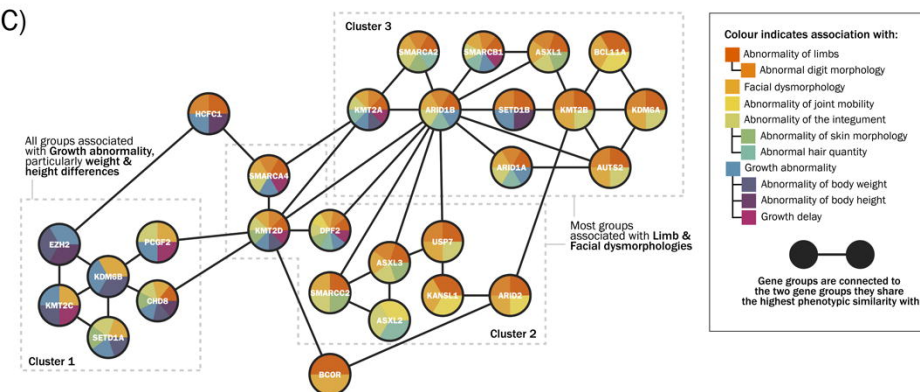 C)
Cluster 3
SMARCA2
SMARCB1
ASXL1
BCL11A
HCFC1
KMT2A
ARID1B
SETD1B
KMT2B
KDM6A
All groups associated
with Growth abnormality,
particularly weight &
height differences
SMARCA4
ARID1A
AUTS2
EZH2
PCGF2
KMT2D
DPF2
USP7
Most groups
associated with Limb &
Facial dysmorphologies
KDM6B
ASXL3
KMT2C
CHD8
SMARCC2
KANSL1
ARID2
SETD1A
ASXL2
Cluster 2
Cluster 1
BCOR
Colour indicates association with:
Abnormality of limbs
Abnormal digit morphology
Facial dysmorphology
Abnormality of joint mobility
Abnormality of the integument
Abnormality of skin morphology
Abnormal hair quantity
Growth abnormality
Abnormality of body weight
Abnormality of body height
Growth delay
Gene groups are connected to
the two gene groups they share
the highest phenotypic similarity with